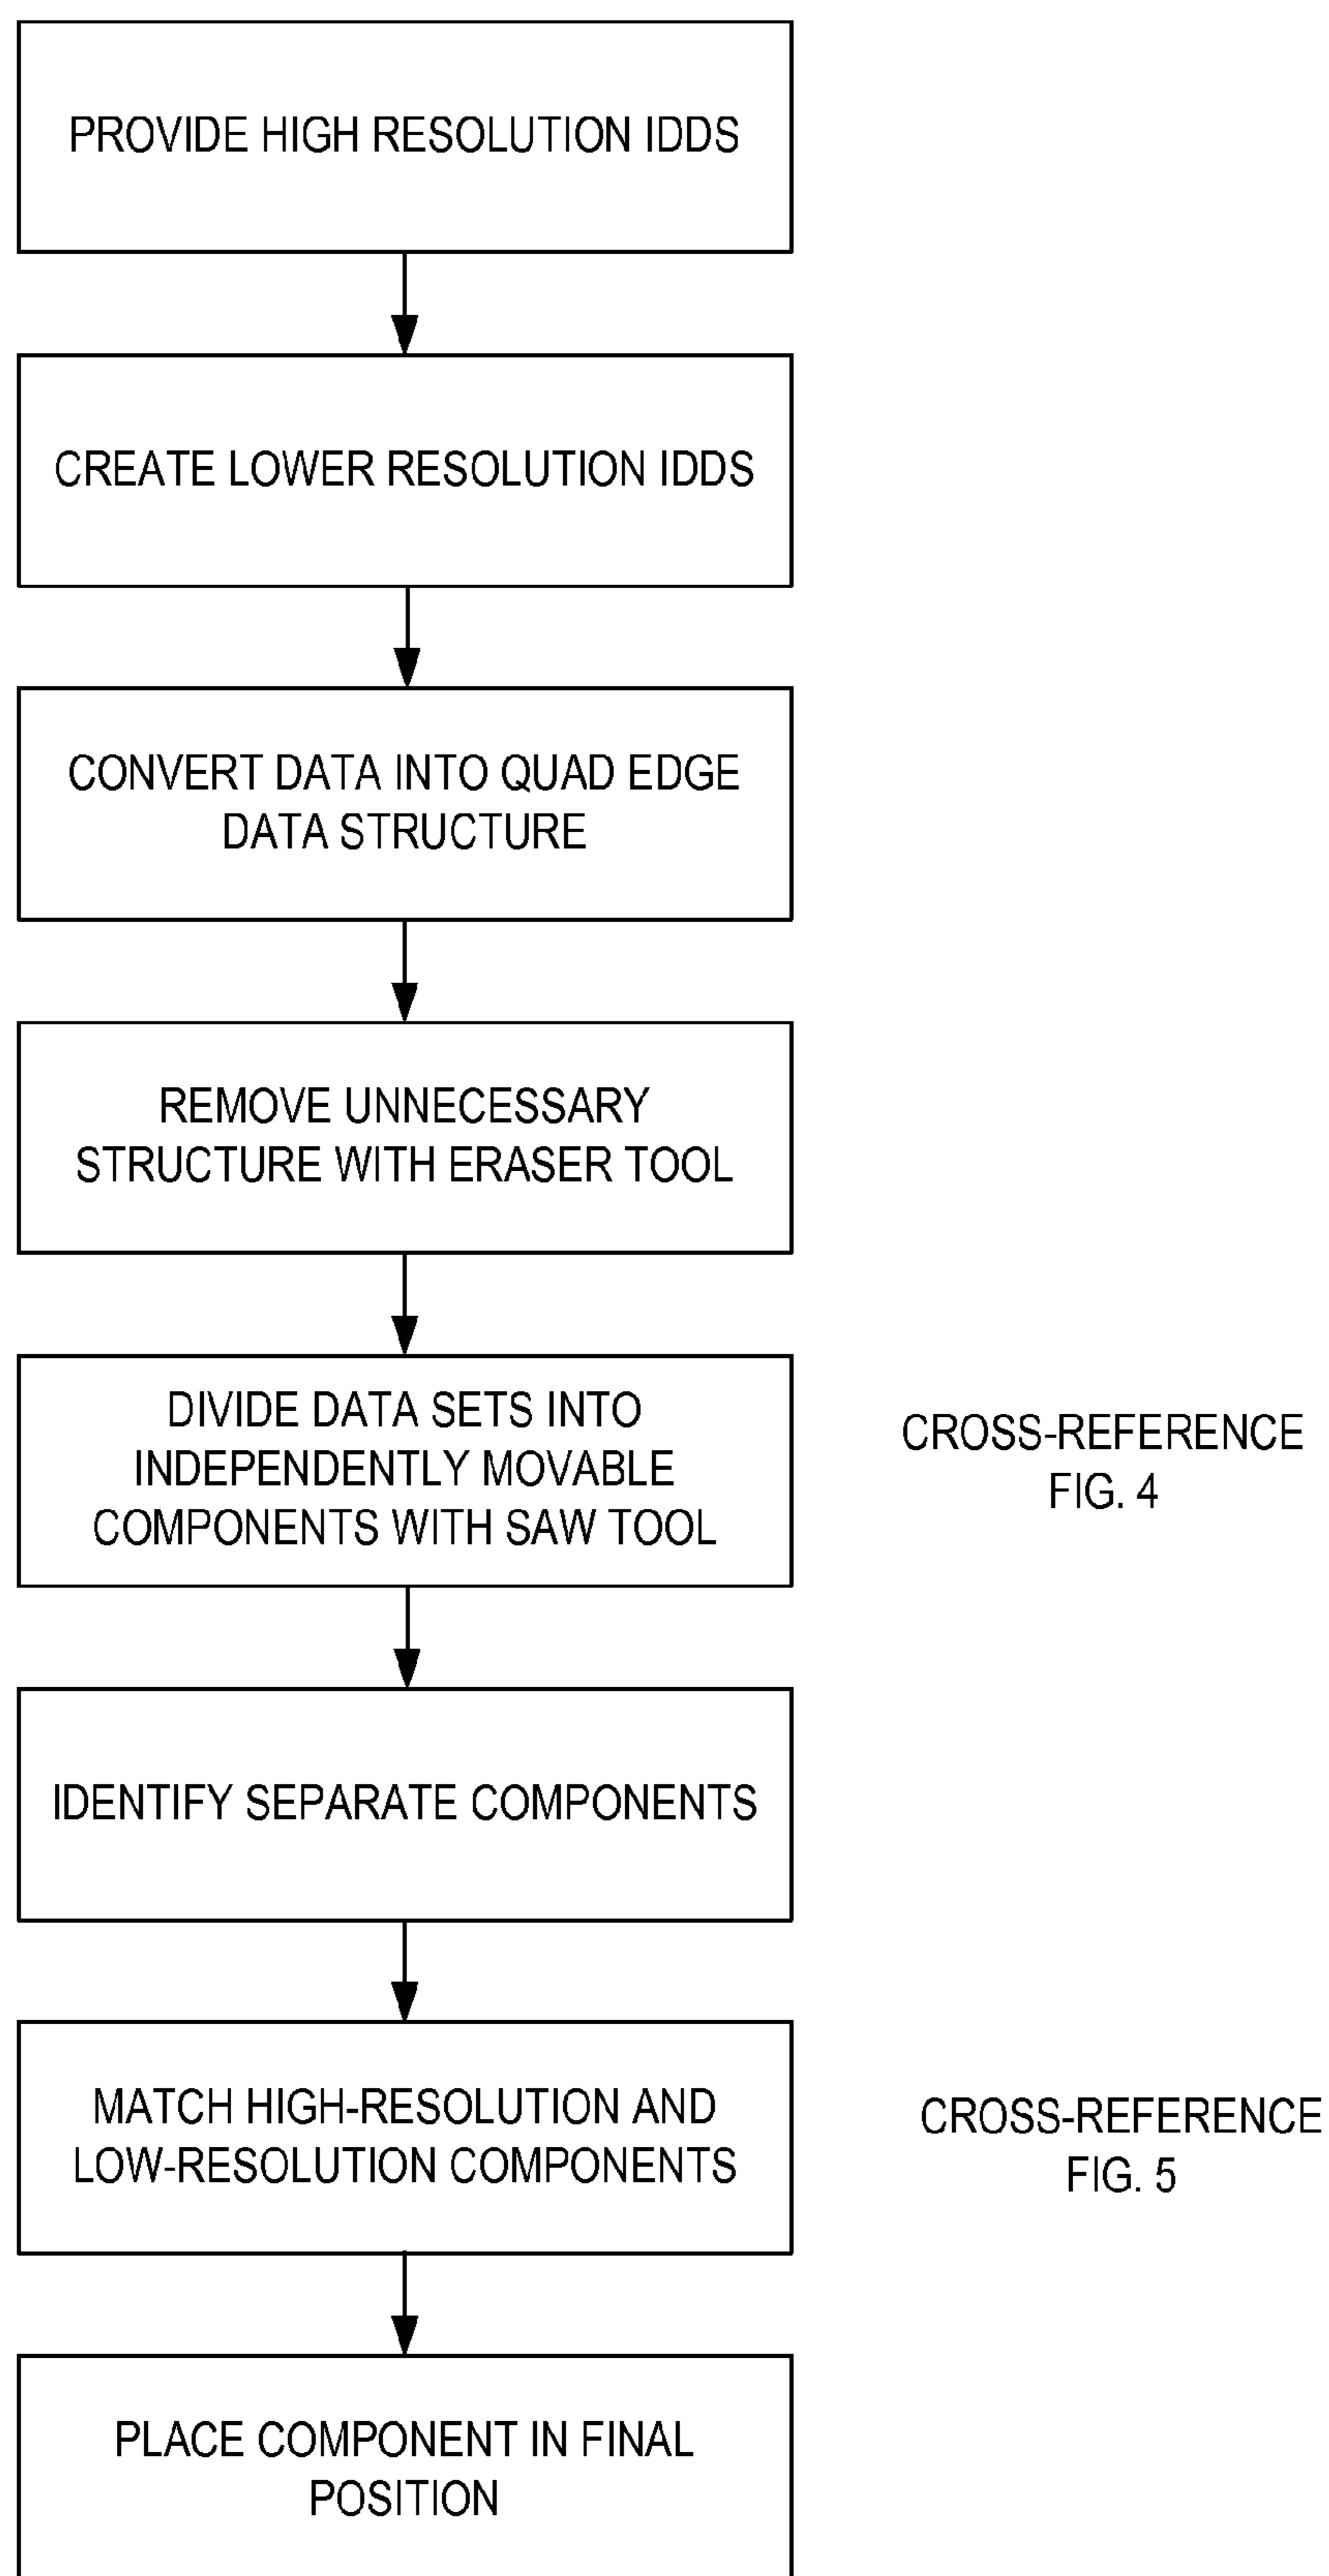 PROVIDE HIGH RESOLUTION IDDS
CREATE LOWER RESOLUTION IDDS
CONVERT DATA INTO QUAD EDGE
DATA STRUCTURE
REMOVE UNNECESSARY
STRUCTURE WITH ERASER TOOL
DIVIDE DATA SETS INTO
INDEPENDENTLY MOVABLE
COMPONENTS WITH SAW TOOL
CROSS-REFERENCE
FIG. 4
IDENTIFY SEPARATE COMPONENTS
MATCH HIGH-RESOLUTION AND
LOW-RESOLUTION COMPONENTS
CROSS-REFERENCE
FIG. 5
PLACE COMPONENT IN FINAL
POSITION